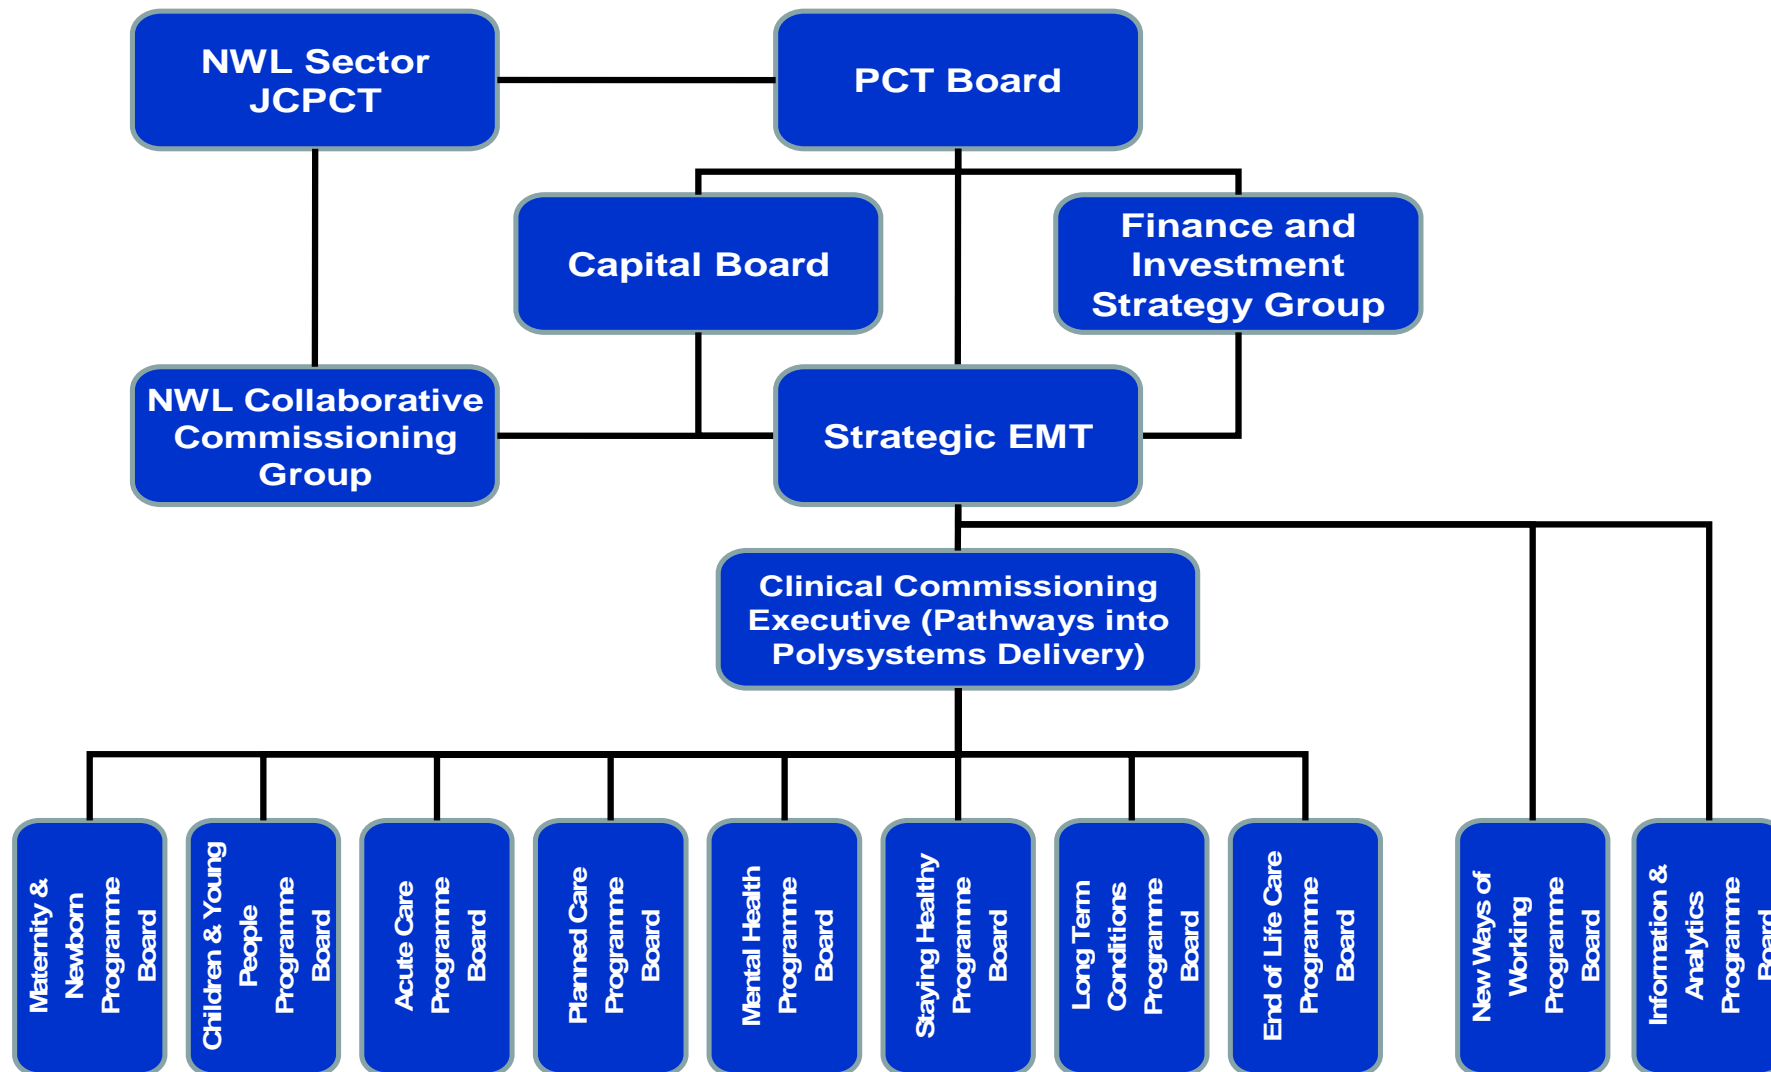 NWL Sector
JCPCT
PCT Board
Capital Board
Finance and
Investment
Strategy Group
NWL Collaborative
Commissioning
Group
Strategic EMT
Clinical Commissioning
Executive (Pathways into
Polysystems Delivery)
Maternity &
Newborn
Programme
Board
Children & Young
People
Programme
Board
Acute Care
Programme
Board
Planned Care
Programme
Board
Mental Health
Programme
Board
Staying Healthy
Programme
Board
Long Term
Conditions
Programme
Board
End of Life Care
Programme
Board
New Ways of
Working
Programme
Board
Information &
Analytics
Programme
Board